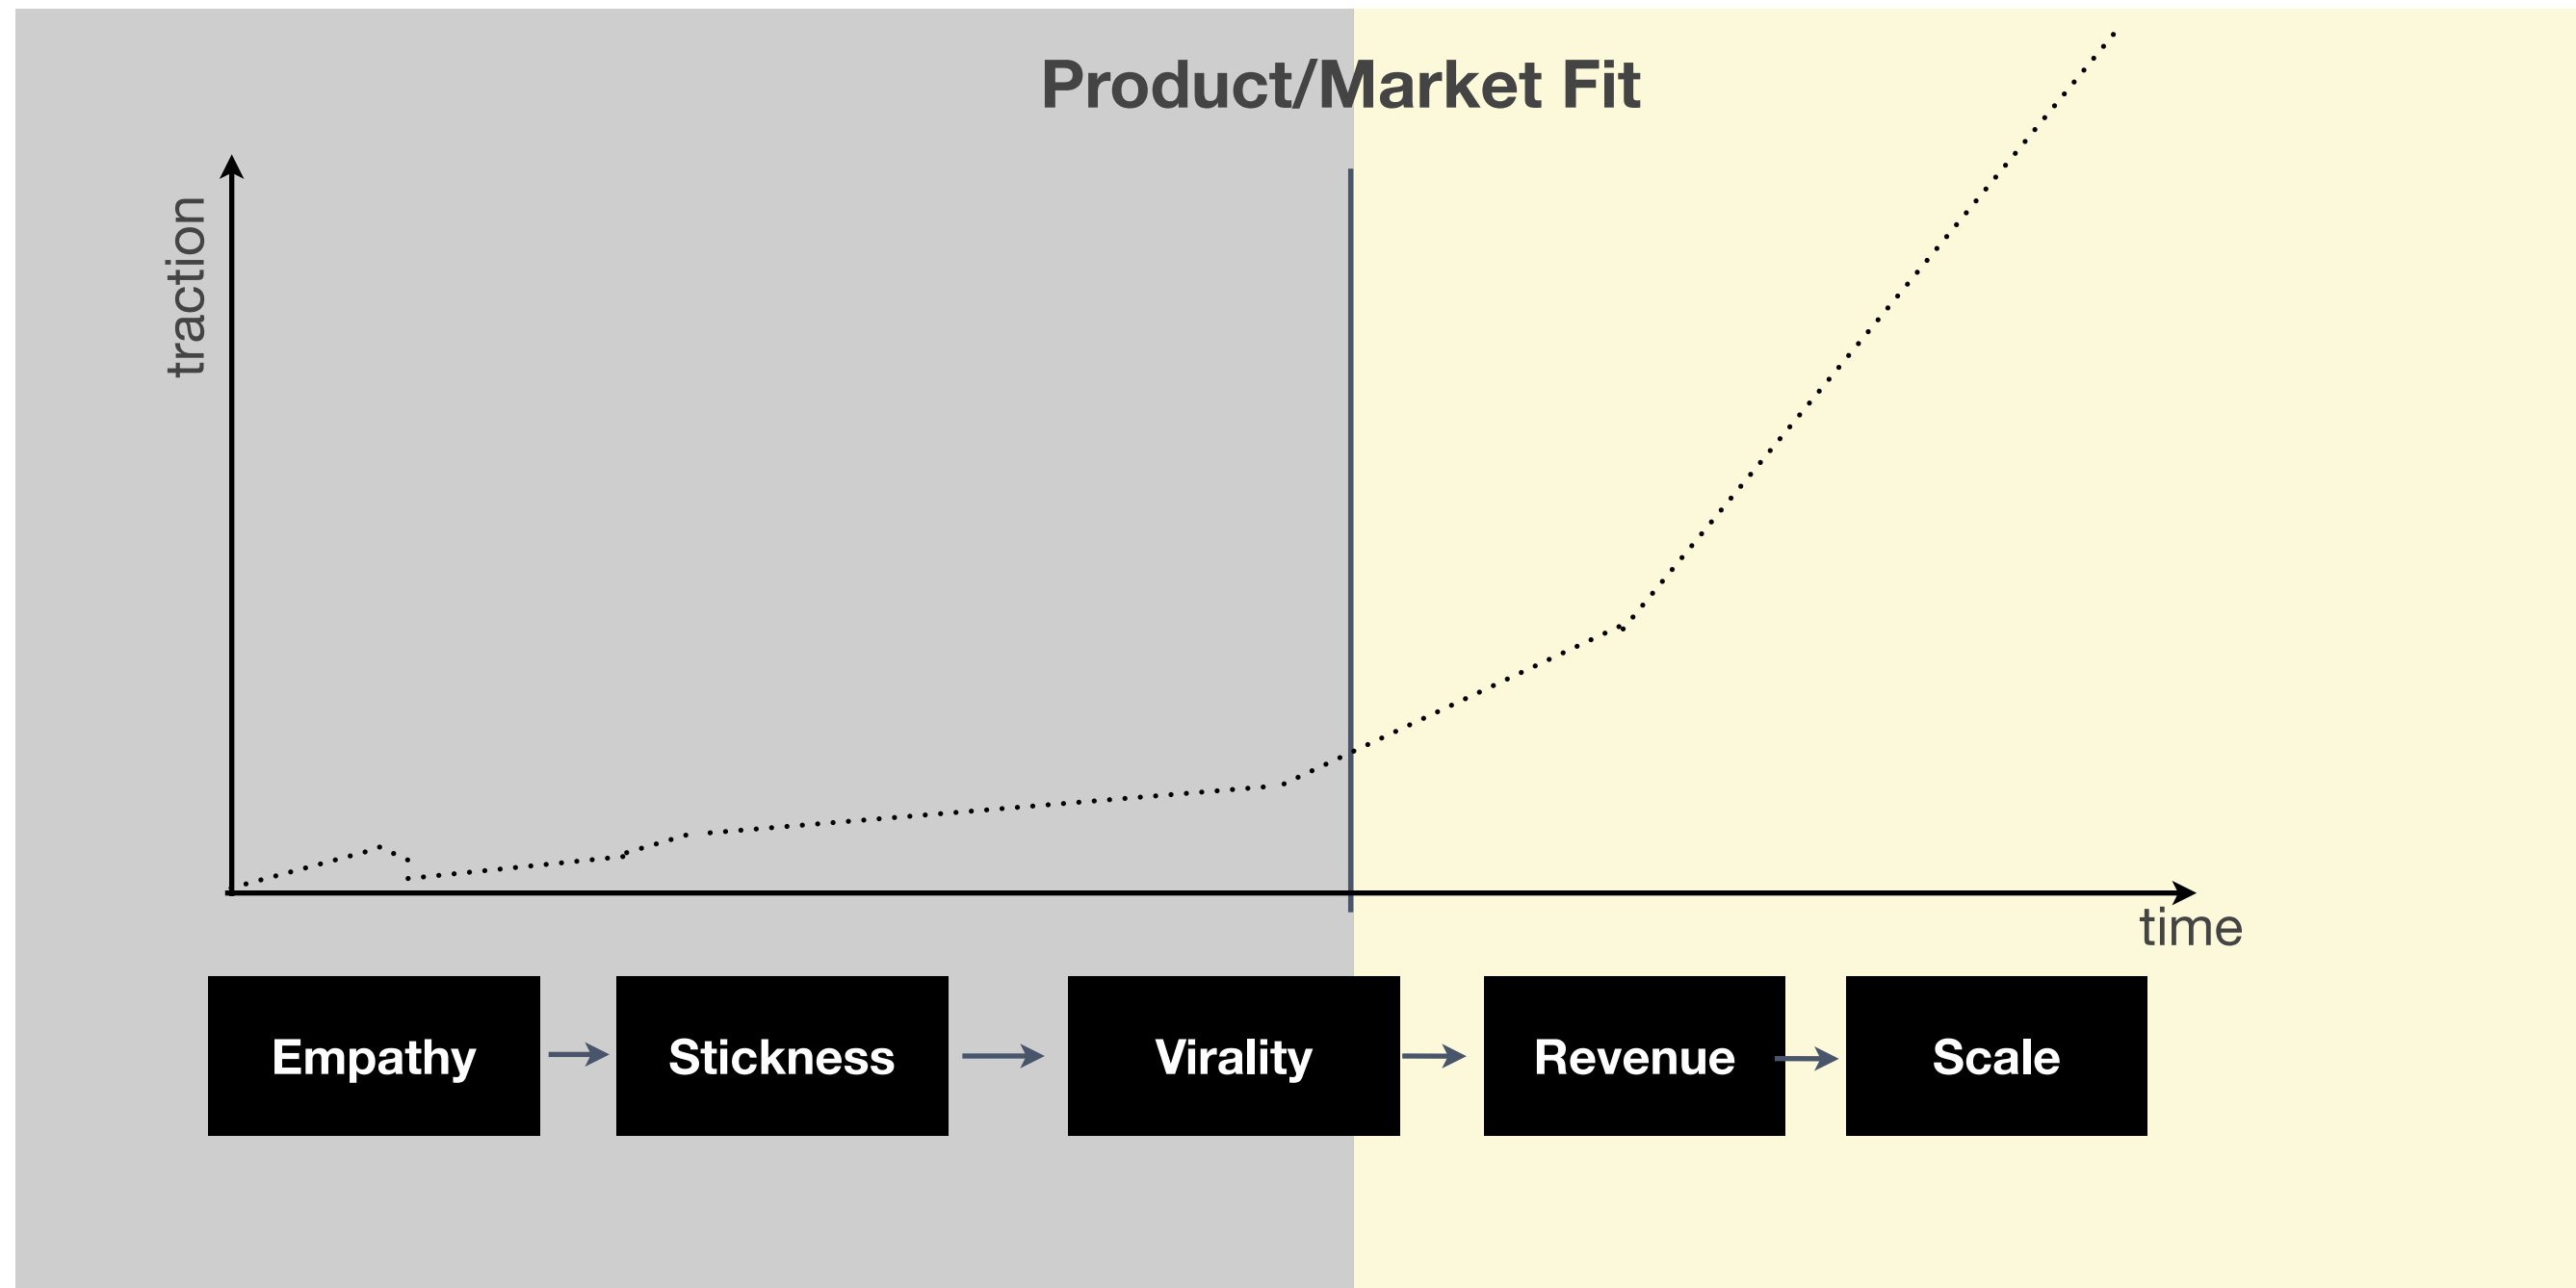 Product/Market Fit
traction
time
Empathy
Stickness
Virality
Revenue
Scale